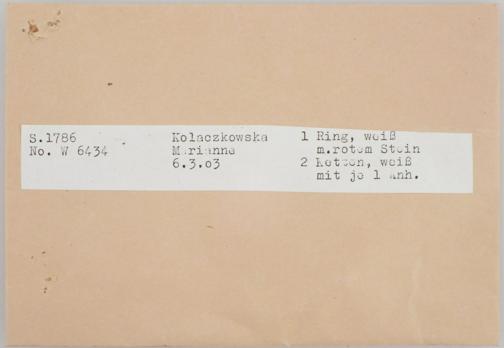 S.1786 Kolaczkowska 1 Ring, weiß
No. W 6434 Marianne m.rotem Stein
6.3.03 2 Ketten, weiß
mit je 1 Anh.